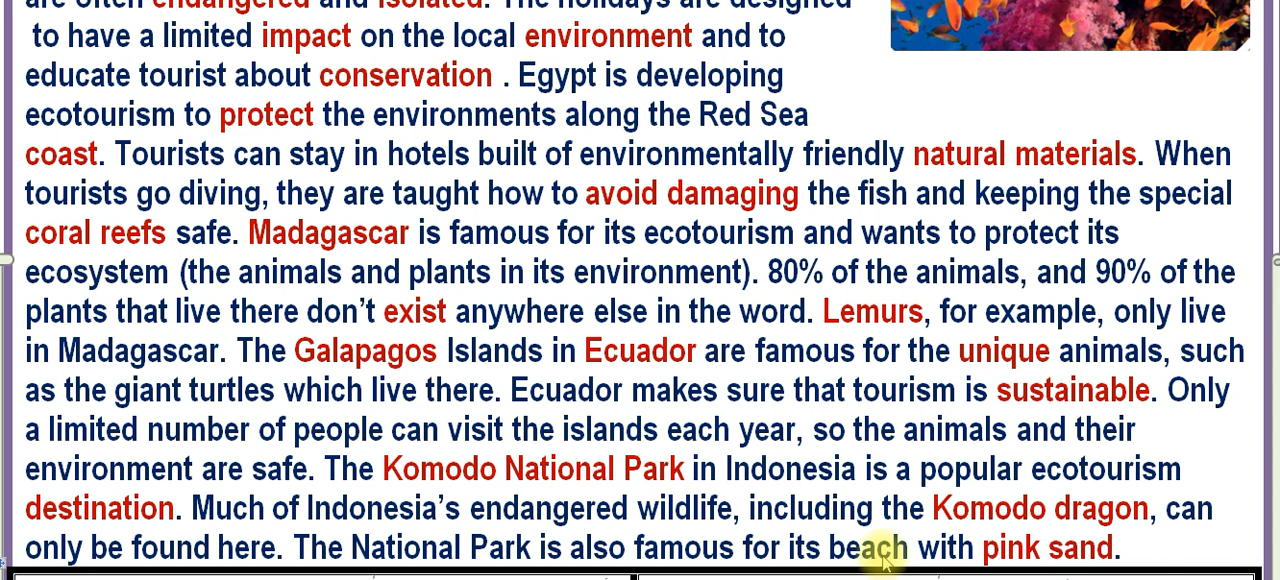 are often endangered and isolated. The holidays are designed
to have a limited impact on the local environment and to
educate tourist about conservation . Egypt is developing
ecotourism to protect the environments along the Red Sea
coast. Tourists can stay in hotels built of environmentally friendly natural materials. When
tourists go diving, they are taught how to avoid damaging the fish and keeping the special
coral reefs safe. Madagascar is famous for its ecotourism and wants to protect its
ecosystem (the animals and plants in its environment). 80% of the animals, and 90% of the
plants that live there don’t exist anywhere else in the word. Lemurs, for example, only live
in Madagascar. The Galapagos Islands in Ecuador are famous for the unique animals, such
as the giant turtles which live there. Ecuador makes sure that tourism is sustainable. Only
a limited number of people can visit the islands each year, so the animals and their
environment are safe. The Komodo National Park in Indonesia is a popular ecotourism
destination. Much of Indonesia’s endangered wildlife, including the Komodo dragon, can
only be found here. The National Park is also famous for its beach with pink sand.